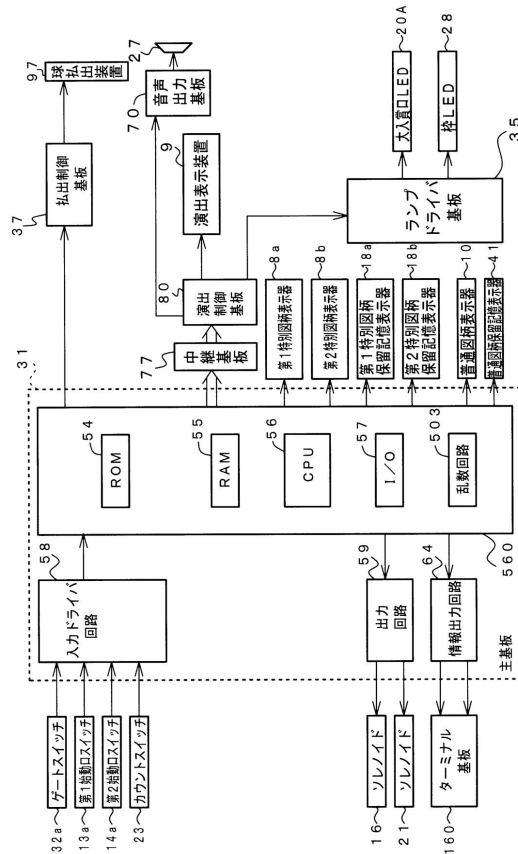 31
32a
ゲートスイッチ
13a
第1始動口スイッチ
14a
第2始動口スイッチ
23
カウントスイッチ
58
入力ドライバ
回路
54
ROM
55
RAM
56
CPU
57
I/O
503
乱数回路
560
59
出力
回路
64
情報出力回路
主基板
16
ソレノイド
21
ソレノイド
160
ターミナル
基板
37
払出制御
基板
97
球払出装置
77
中継基板
80
演出制御
基板
9
演出表示装置
70
音声
出力
基板
27
8a
第1特別図柄表示器
8b
第2特別図柄表示器
18a
第1特別図柄
保留記憶表示器
18b
第2特別図柄
保留記憶表示器
10
普通図柄表示器
41
普通図柄保留記憶表示器
35
ランプ
ドライバ
基板
20A
大入賞口LED
28
枠LED